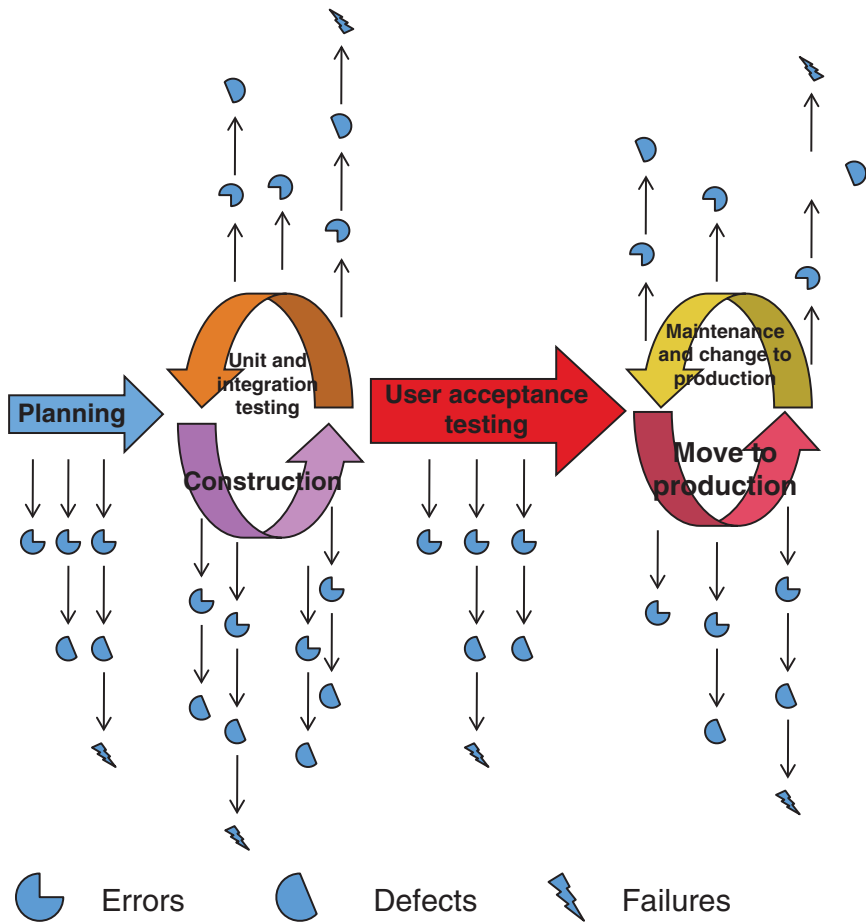 Unit and
integration
testing
Planning
Construction
User acceptance
testing
Maintenance
and change to
production
Move to
production
Errors
Defects
Failures